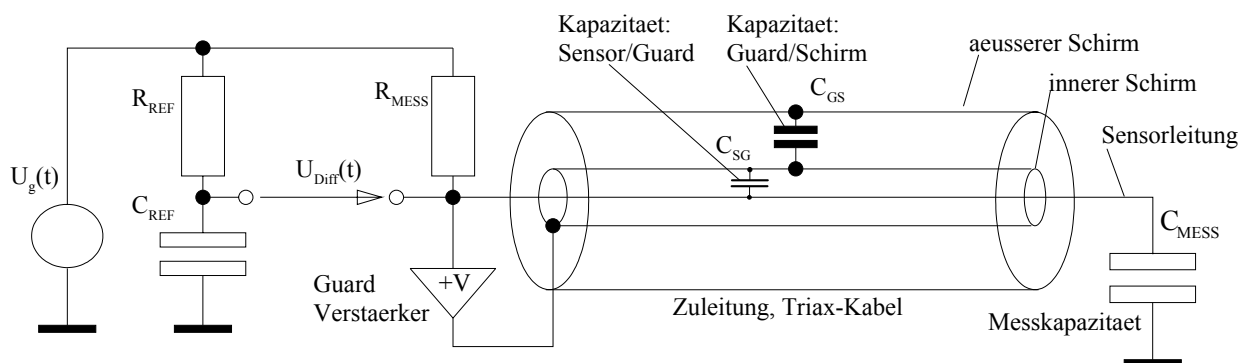 Kapazitaet:
Sensor/Guard
Kapazitaet:
Guard/Schirm
aeusserer Schirm
innerer Schirm
Sensorleitung
R_REF
R_MESS
C_GS
C_SG
U_g(t)
U_Diff(t)
C_REF
C_MESS
+V
Guard
Verstaerker
Zuleitung, Triax-Kabel
Messkapazitaet